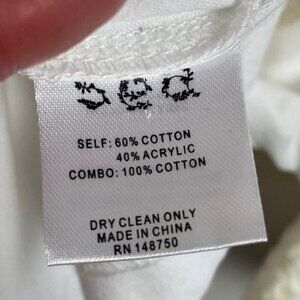 SELF: 60% COTTON
40% ACRYLIC
COMBO: 100% COTTON
DRY CLEAN ONLY
MADE IN CHINA
RN 148750